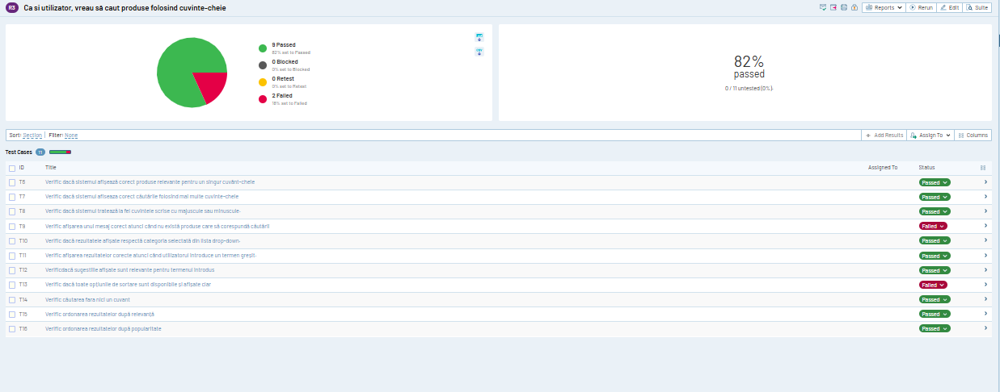 R3 Ca si utilizator, vreau să caut produse folosind cuvinte-cheie
Reports Rerun Edit Suite
9 Passed
82% set to Passed
0 Blocked
0% set to Blocked
0 Retest
0% set to Retest
2 Failed
18% set to Failed
82%
passed
0 / 11 untested (0%).
Sort: Section Filter: None
Add Results Assign To Columns
Test Cases 11
ID Title Assigned To Status
T6 Verific dacă sistemul afișează corect produse relevante pentru un singur cuvânt-cheie Passed
T7 Verific dacă sistemul afiseaza corect căutările folosind mai multe cuvinte-cheie Passed
T8 Verific dacă sistemul tratează la fel cuvintele scrise cu majuscule sau minuscule. Passed
T9 Verific afișarea unui mesaj corect atunci când nu există produse care să corespundă căutării Failed
T10 Verific dacă rezultatele afișate respectă categoria selectată din lista drop-down. Passed
T11 Verific afișarea rezultatelor corecte atunci când utilizatorul introduce un termen greșit. Passed
T12 Verificdacă sugestiile afișate sunt relevante pentru termenul introdus Passed
T13 Verific dacă toate opțiunile de sortare sunt disponibile și afișate clar Failed
T14 Verific căutarea fara nici un cuvant Passed
T15 Verific ordonarea rezultatelor după relevanță Passed
T16 Verific ordonarea rezultatelor după popularitate Passed